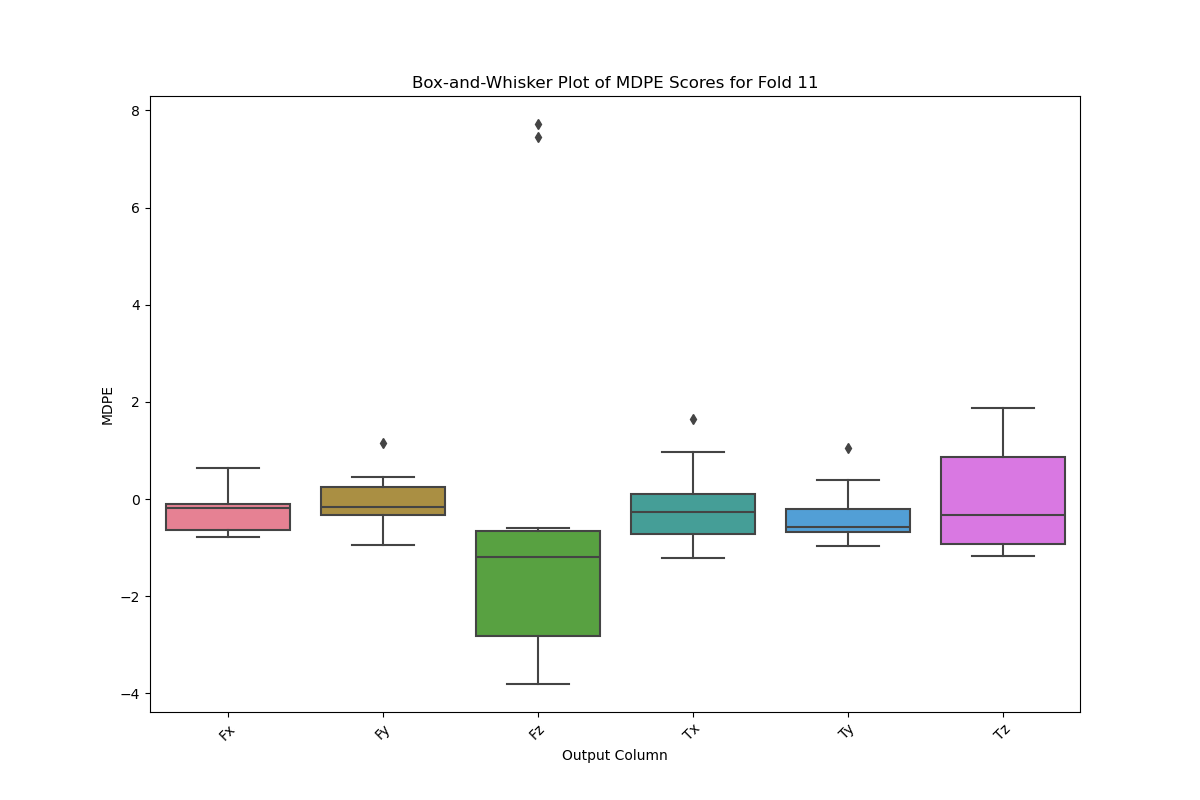 Box-and-Whisker Plot of MDPE Scores for Fold 11
8
6
4
2
0
−2
−4
MDPE
Fx
Fy
Fz
Tx
Ty
Tz
Output Column